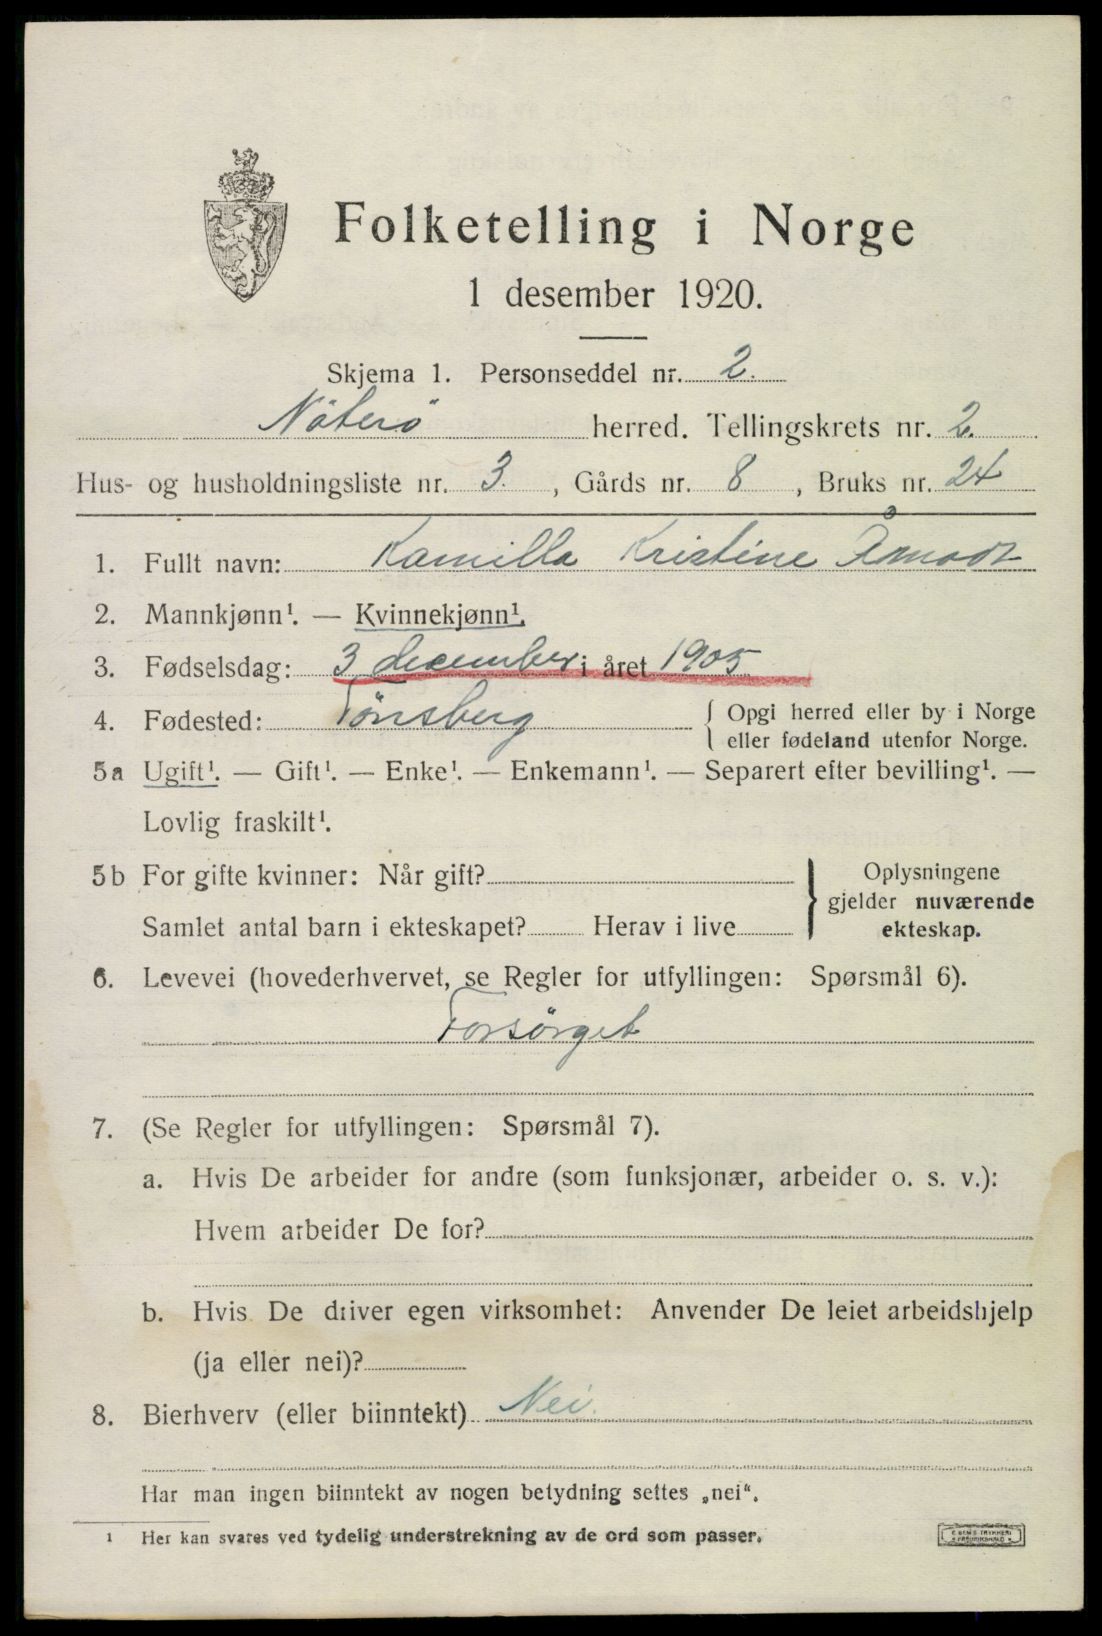 Folketelling i Norge
1 desember 1920.
Skjema 1. Personseddel nr. 2.
Nöterö herred. Tellingskrets nr. 2.
Hus- og husholdningsliste nr. 3. , Gårds nr. 8 , Bruks nr. 24
1. Fullt navn: Kamilla Kristine Åmodt
2. Mannkjønn¹. — Kvinnekjønn¹.
3. Fødselsdag: 3 december i året 1905
4. Fødested: Tönsberg { Opgi herred eller by i Norge
eller fødeland utenfor Norge.
5a Ugift¹. — Gift¹. — Enke¹. — Enkemann¹. — Separert efter bevilling¹. —
Lovlig fraskilt¹.
5b For gifte kvinner: Når gift? } Oplysningene
gjelder nuværende
Samlet antal barn i ekteskapet? Herav i live
ekteskap.
6. Levevei (hovederhvervet, se Regler for utfyllingen: Spørsmål 6).
Forsörget
7. (Se Regler for utfyllingen: Spørsmål 7).
a. Hvis De arbeider for andre (som funksjonær, arbeider o. s. v.):
Hvem arbeider De for?
b. Hvis De driver egen virksomhet: Anvender De leiet arbeidshjelp
(ja eller nei)?
8. Bierhverv (eller biinntekt) Nei.
Har man ingen biinntekt av nogen betydning settes „nei“.
¹ Her kan svares ved tydelig understrekning av de ord som passer.